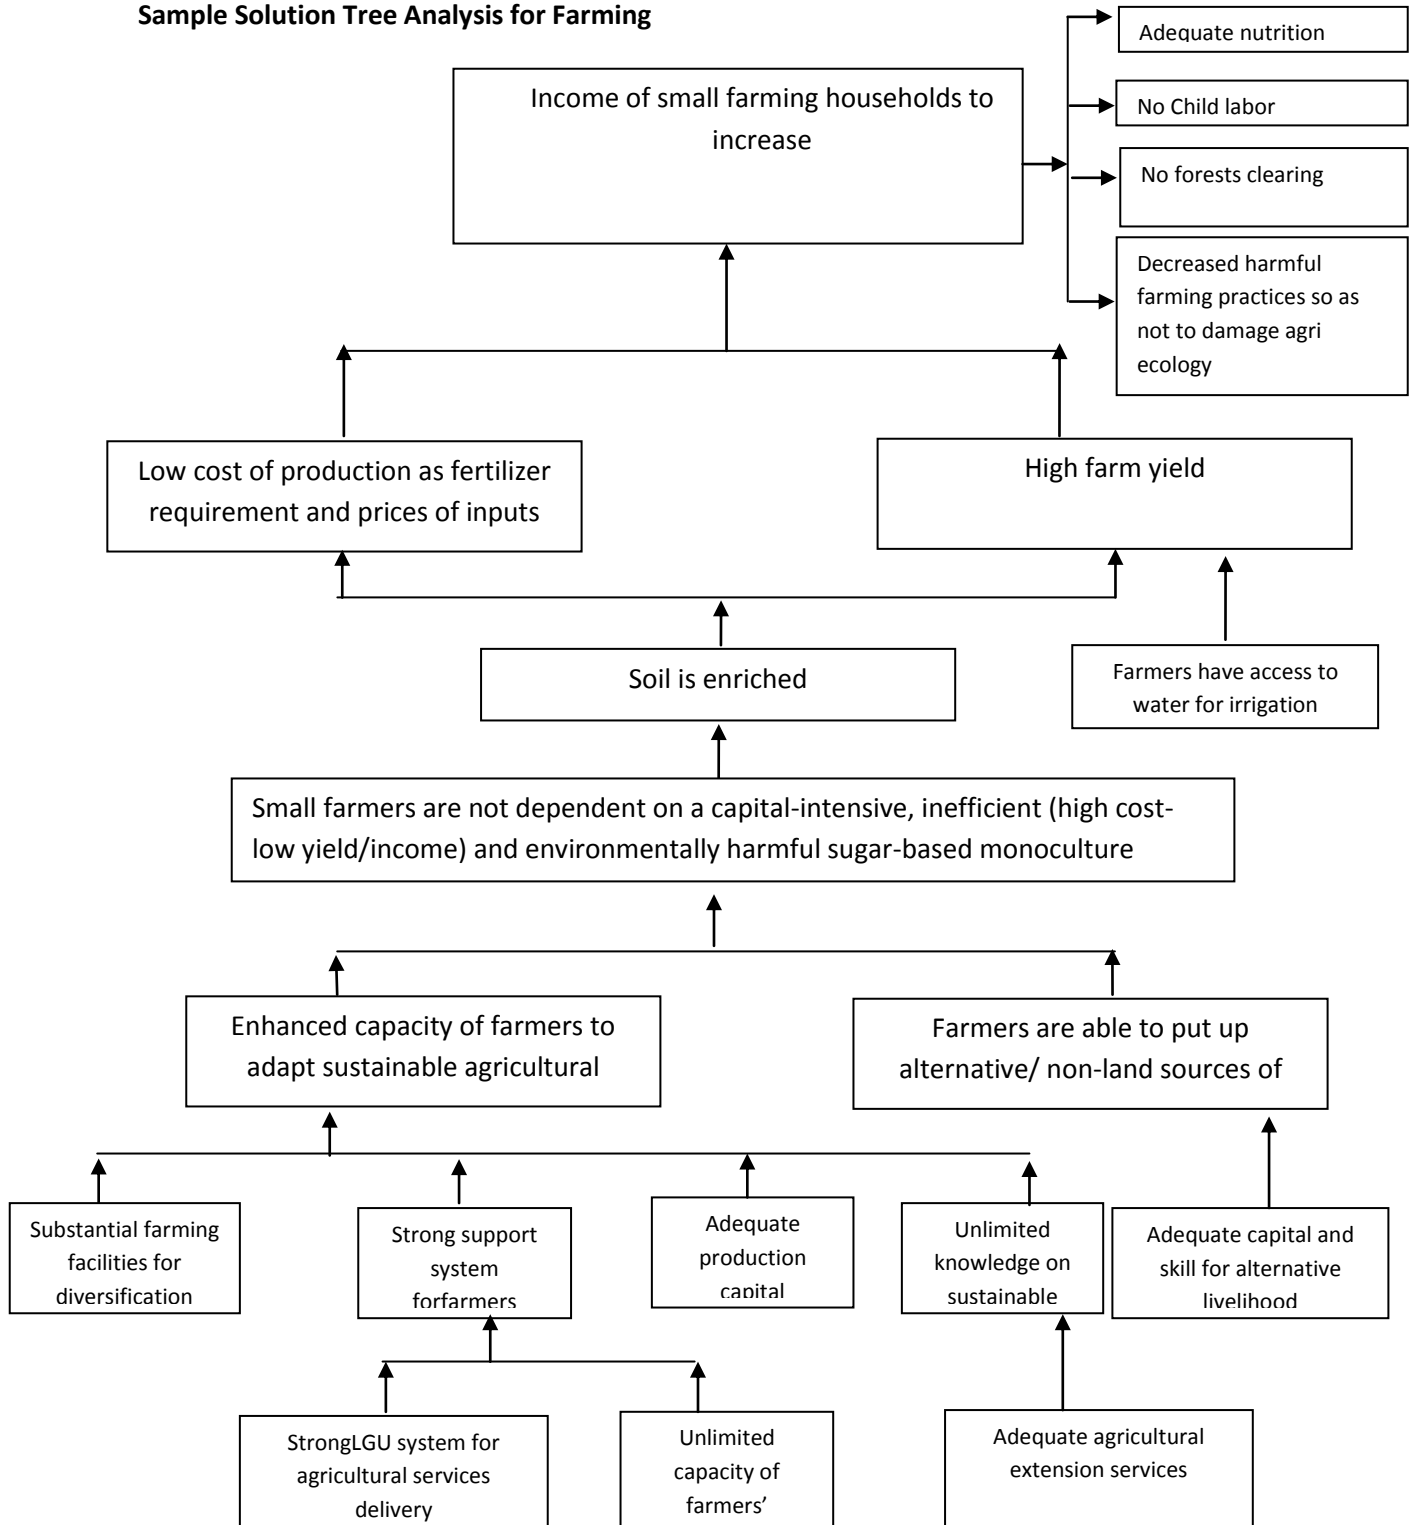 Sample Solution Tree Analysis for Farming
Adequate nutrition
Income of small farming households to
increase
No Child labor
No forests clearing
Decreased harmful
farming practices so as
not to damage agri
ecology
Low cost of production as fertilizer
requirement and prices of inputs
High farm yield
Soil is enriched
Farmers have access to
water for irrigation
Small farmers are not dependent on a capital-intensive, inefficient (high cost-
low yield/income) and environmentally harmful sugar-based monoculture
Enhanced capacity of farmers to
adapt sustainable agricultural
Farmers are able to put up
alternative/ non-land sources of
Substantial farming
facilities for
diversification
Strong support
system
forfarmers
Adequate
production
capital
Unlimited
knowledge on
sustainable
Adequate capital and
skill for alternative
livelihood
StrongLGU system for
agricultural services
delivery
Unlimited
capacity of
farmers’
Adequate agricultural
extension services